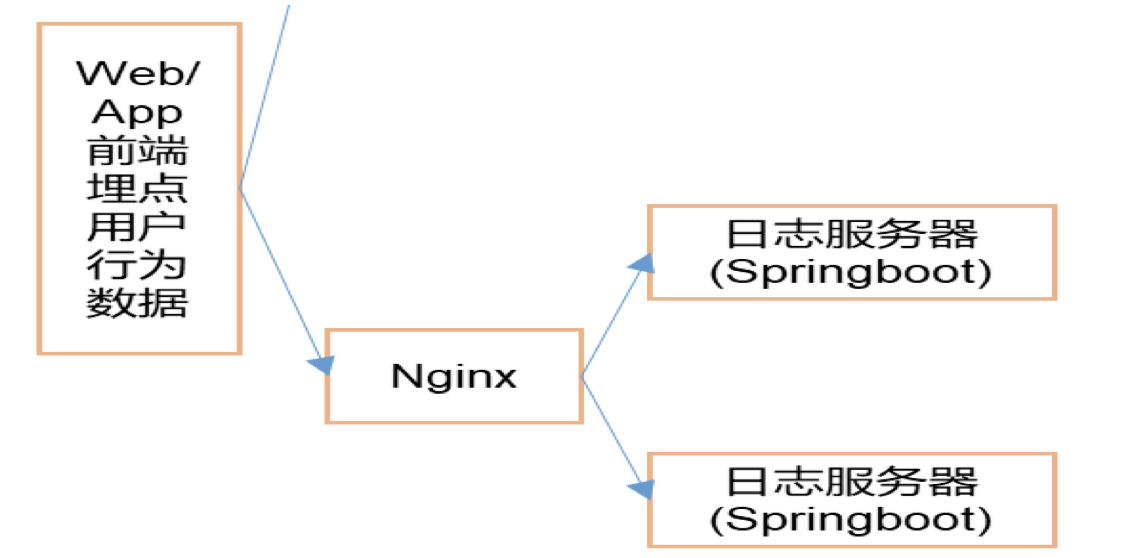 Web/
App
前端
埋点
用户
行为
数据
Nginx
日志服务器
(Springboot)
日志服务器
(Springboot)